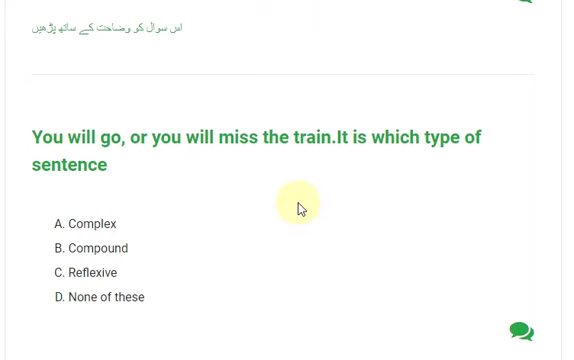 اس سوال کو وضاحت کے ساتھ پڑھیں
You will go, or you will miss the train.It is which type of
sentence
A. Complex
B. Compound
C. Reflexive
D. None of these